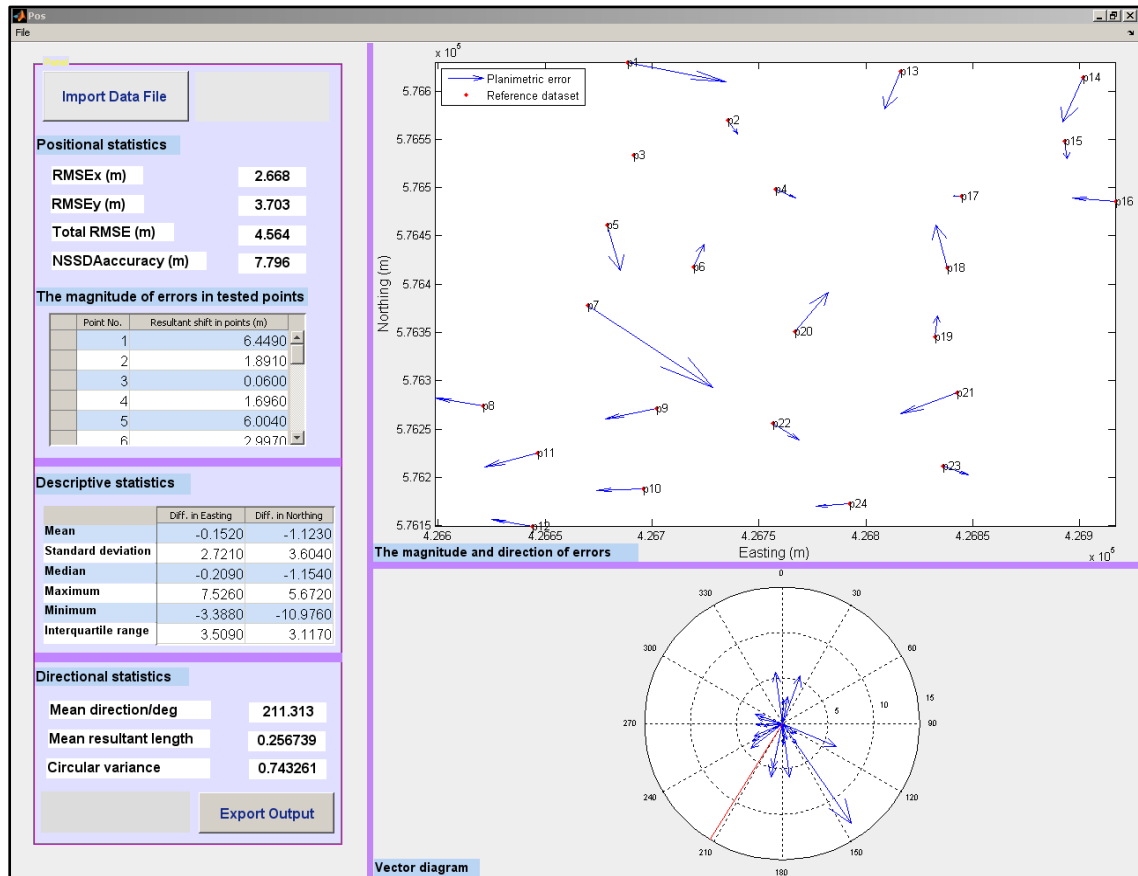 Pos
File
Panel
Import Data File
Positional statistics
RMSEx (m) 2.668
RMSEy (m) 3.703
Total RMSE (m) 4.564
NSSDAaccuracy (m) 7.796
The magnitude of errors in tested points
Point No. Resultant shift in points (m)
1 6.4490
2 1.8910
3 0.0600
4 1.6960
5 6.0040
6 2.9970
Descriptive statistics
Diff. in Easting Diff. in Northing
Mean -0.1520 -1.1230
Standard deviation 2.7210 3.6040
Median -0.2090 -1.1540
Maximum 7.5260 5.6720
Minimum -3.3880 -10.9760
Interquartile range 3.5090 3.1170
Directional statistics
Mean direction/deg 211.313
Mean resultant length 0.256739
Circular variance 0.743261
Export Output
x 10⁵
Planimetric error
Reference dataset
5.766
5.7655
5.765
5.7645
5.764
5.7635
5.763
5.7625
5.762
5.7615
Northing (m)
p1
p13
p14
p2
p15
p3
p4
p17
p16
p5
p6
p18
p7
p20
p19
p8
p9
p21
p22
p11
p23
p10
p24
p12
4.266 4.2665 4.267 4.2675 4.268 4.2685 4.269
Easting (m)
x 10⁵
The magnitude and direction of errors
0
330 30
300 60
5 10 15
270 90
240 120
210 150
180
Vector diagram